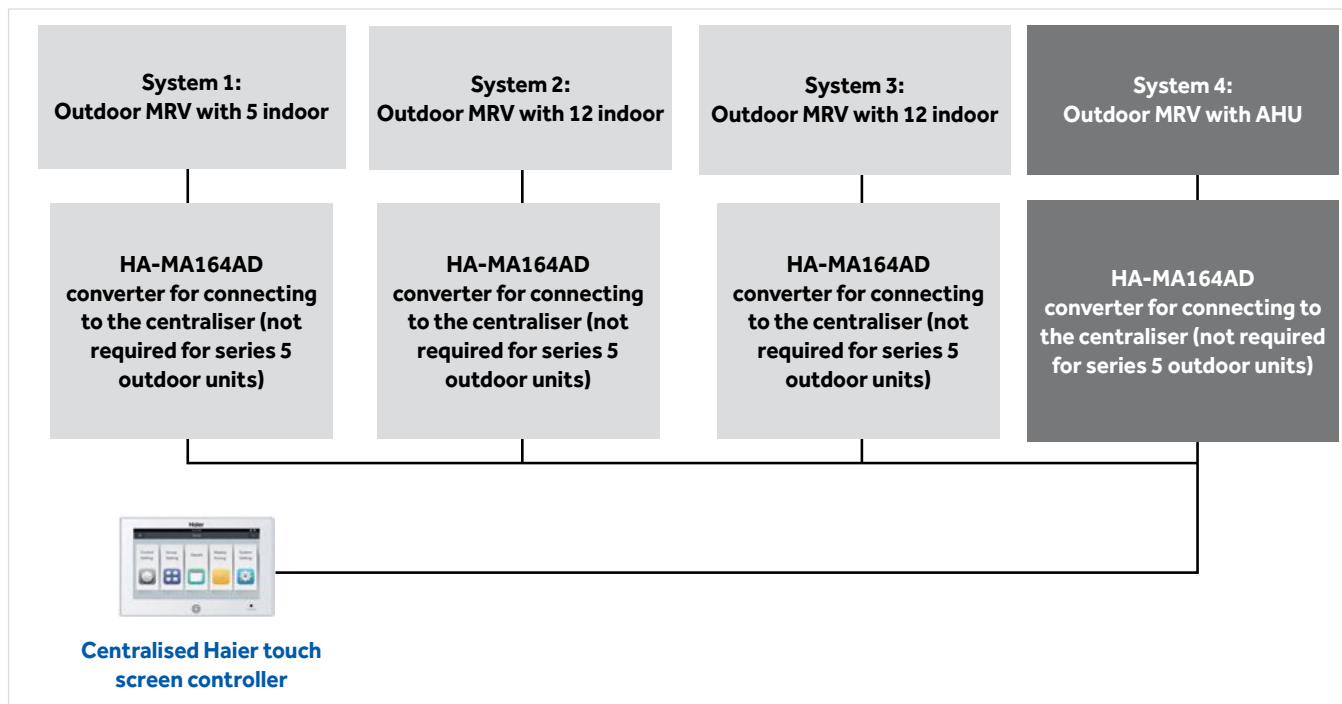 System 1:
Outdoor MRV with 5 indoor
System 2:
Outdoor MRV with 12 indoor
System 3:
Outdoor MRV with 12 indoor
System 4:
Outdoor MRV with AHU
HA-MA164AD
converter for connecting
to the centraliser (not
required for series 5
outdoor units)
HA-MA164AD
converter for connecting
to the centraliser (not
required for series 5
outdoor units)
HA-MA164AD
converter for connecting
to the centraliser (not
required for series 5
outdoor units)
HA-MA164AD
converter for connecting to
the centraliser (not required
for series 5 outdoor units)
Haier
Centralised Haier touch
screen controller